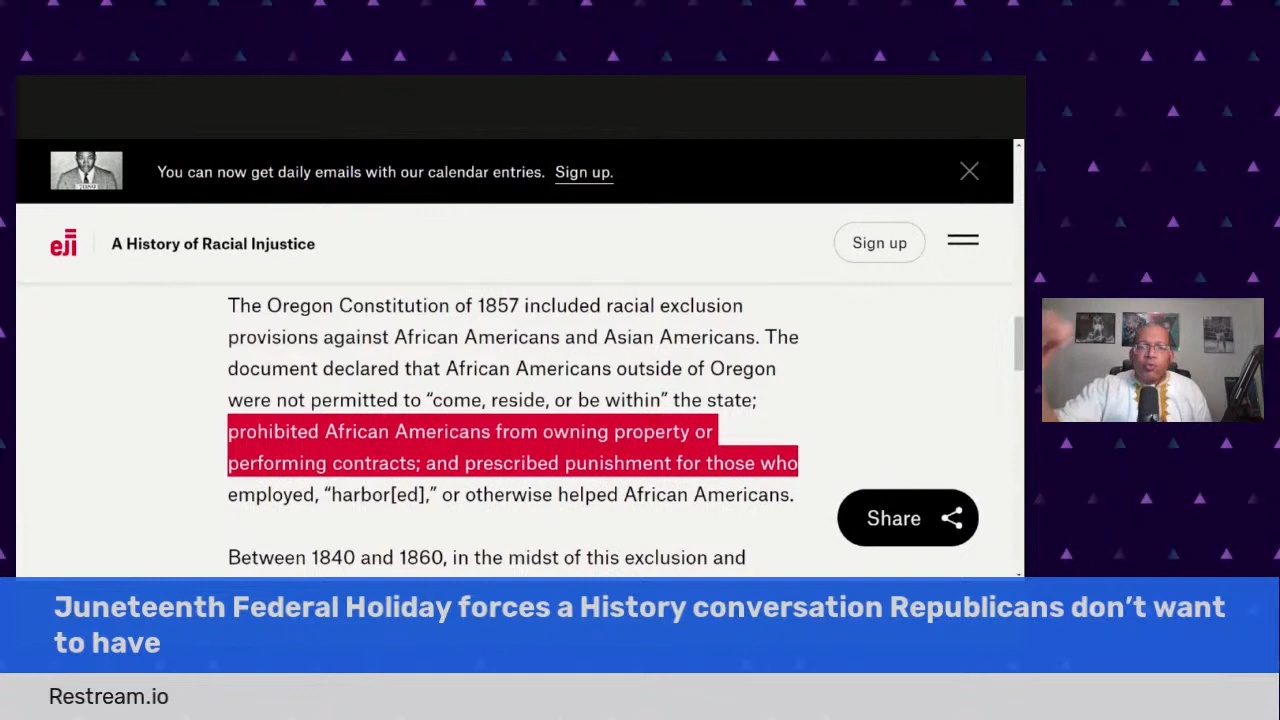 You can now get daily emails with our calendar entries. Sign up.
eji
A History of Racial Injustice
Sign up
The Oregon Constitution of 1857 included racial exclusion
provisions against African Americans and Asian Americans. The
document declared that African Americans outside of Oregon
were not permitted to “come, reside, or be within” the state;
prohibited African Americans from owning property or
performing contracts; and prescribed punishment for those who
employed, “harbor[ed],” or otherwise helped African Americans.
Share
Between 1840 and 1860, in the midst of this exclusion and
Juneteenth Federal Holiday forces a History conversation Republicans don’t want
to have
Restream.io